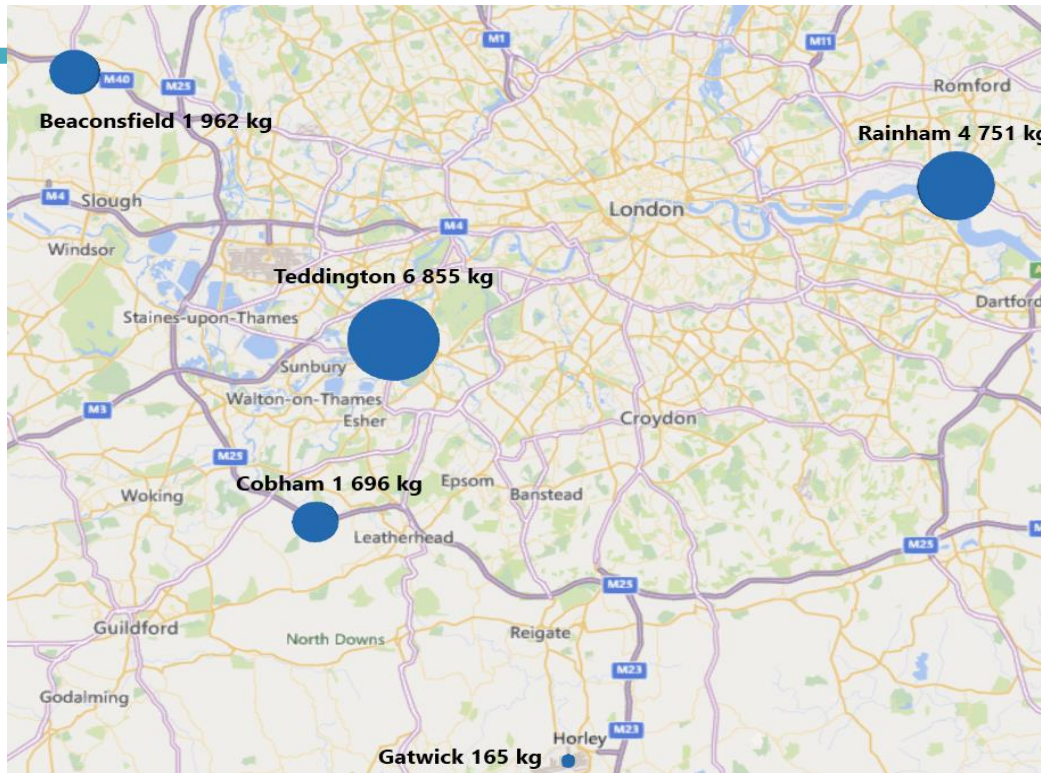 M1
M11
M40
M25
Romford
Beaconsfield 1 962 kg
Rainham 4 751 kg
M4
Slough
London
M4
Windsor
Teddington 6 855 kg
A
Dartford
Staines-upon-Thames
Sunbury
Walton-on-Thames
M3
Esher
Croydon
M25
Cobham 1 696 kg
Epsom
Woking
Banstead
Leatherhead
M25
M
M25
Guildford
Reigate
North Downs
M23
Godalming
M23
Horley
Gatwick 165 kg